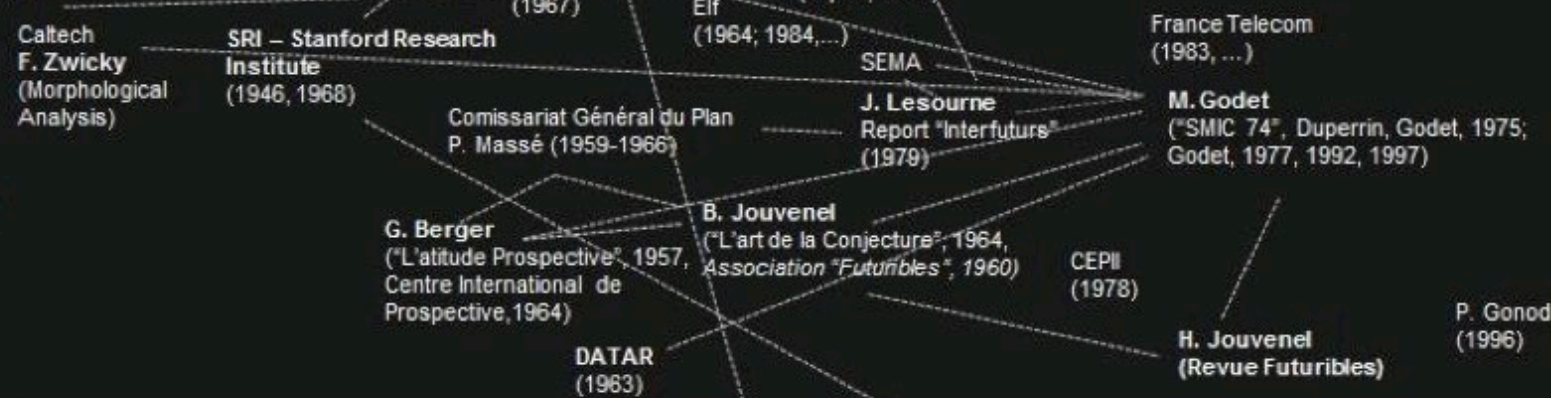 (1967)
Elf
(1964; 1984,...)
France Telecom
(1983, ...)
Caltech
F. Zwicky
(Morphological
Analysis)
SRI – Stanford Research
Institute
(1946, 1968)
SEMA
J. Lesourne
Report "Interfuturs"
(1979)
M. Godet
("SMIC 74", Duperrin, Godet, 1975;
Godet, 1977, 1992, 1997)
Comissariat Général du Plan
P. Massé (1959-1966)
G. Berger
("L'atitude Prospective", 1957,
Centre International de
Prospective,1964)
B. Jouvenel
("L'art de la Conjecture", 1964,
Association "Futuribles", 1960)
CEPII
(1978)
DATAR
(1963)
H. Jouvenel
(Revue Futuribles)
P. Gonod
(1996)